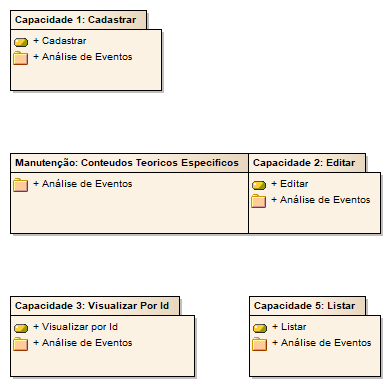 Capacidade 1: Cadastrar
+ Cadastrar
+ Análise de Eventos
Manutenção: Conteudos Teoricos Especificos
+ Análise de Eventos
Capacidade 2: Editar
+ Editar
+ Análise de Eventos
Capacidade 3: Visualizar Por Id
+ Visualizar por Id
+ Análise de Eventos
Capacidade 5: Listar
+ Listar
+ Análise de Eventos